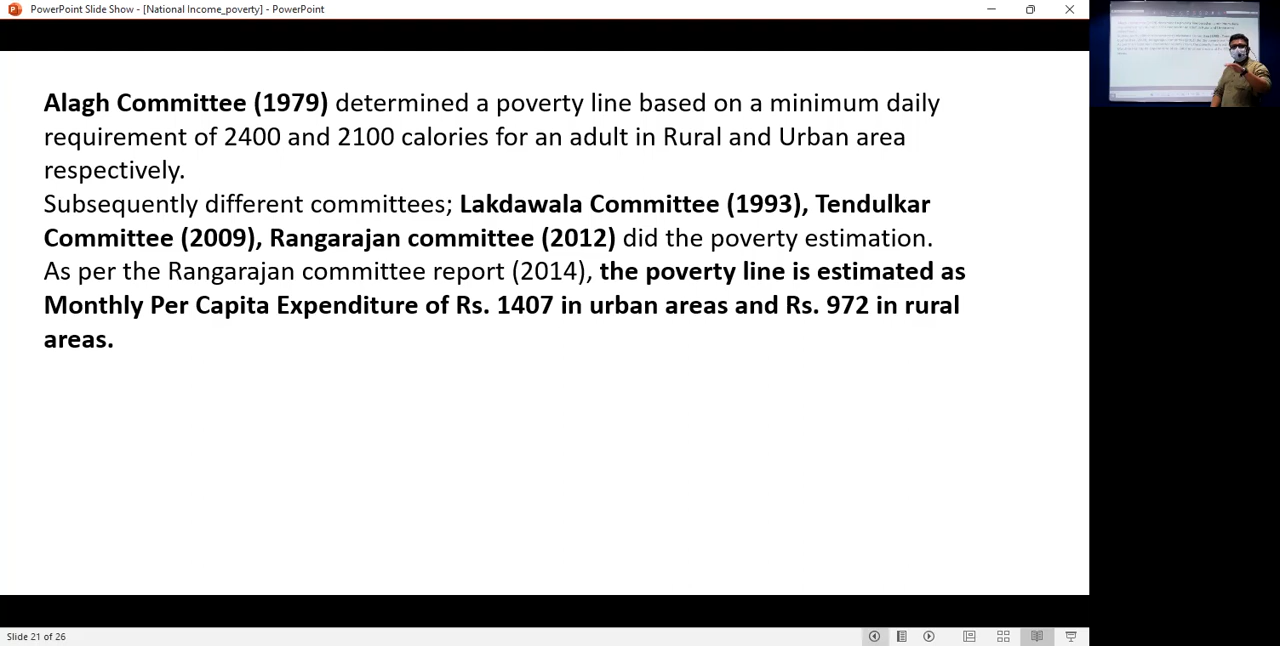 PowerPoint Slide Show - [National Income_poverty] - PowerPoint
Alagh Committee (1979) determined a poverty line based on a minimum daily
requirement of 2400 and 2100 calories for an adult in Rural and Urban area
respectively.
Subsequently different committees; Lakdawala Committee (1993), Tendulkar
Committee (2009), Rangarajan committee (2012) did the poverty estimation.
As per the Rangarajan committee report (2014), the poverty line is estimated as
Monthly Per Capita Expenditure of Rs. 1407 in urban areas and Rs. 972 in rural
areas.
Slide 21 of 26